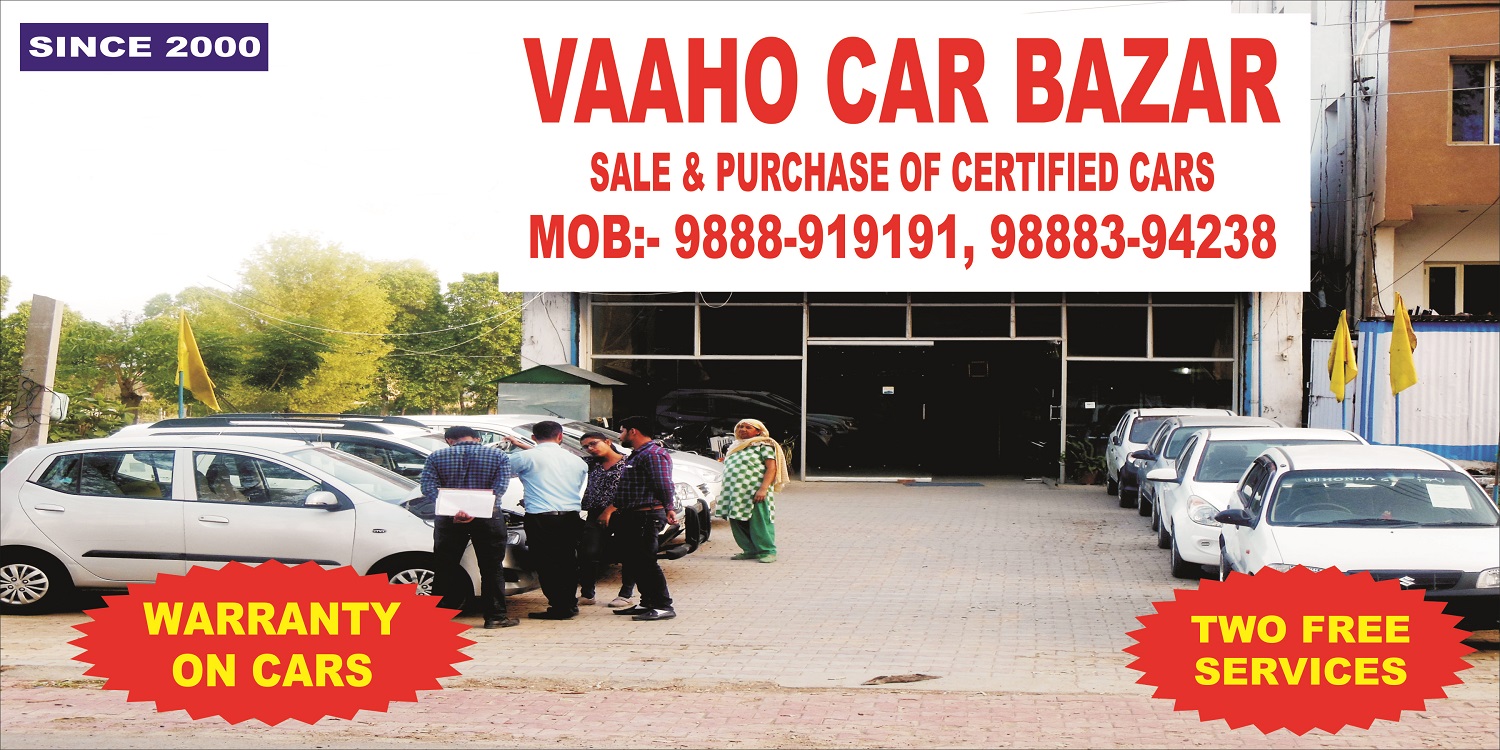 SINCE 2000
VAAHO CAR BAZAR
SALE & PURCHASE OF CERTIFIED CARS
MOB:- 9888-919191, 98883-94238
HONDA
WARRANTY
ON CARS
TWO FREE
SERVICES